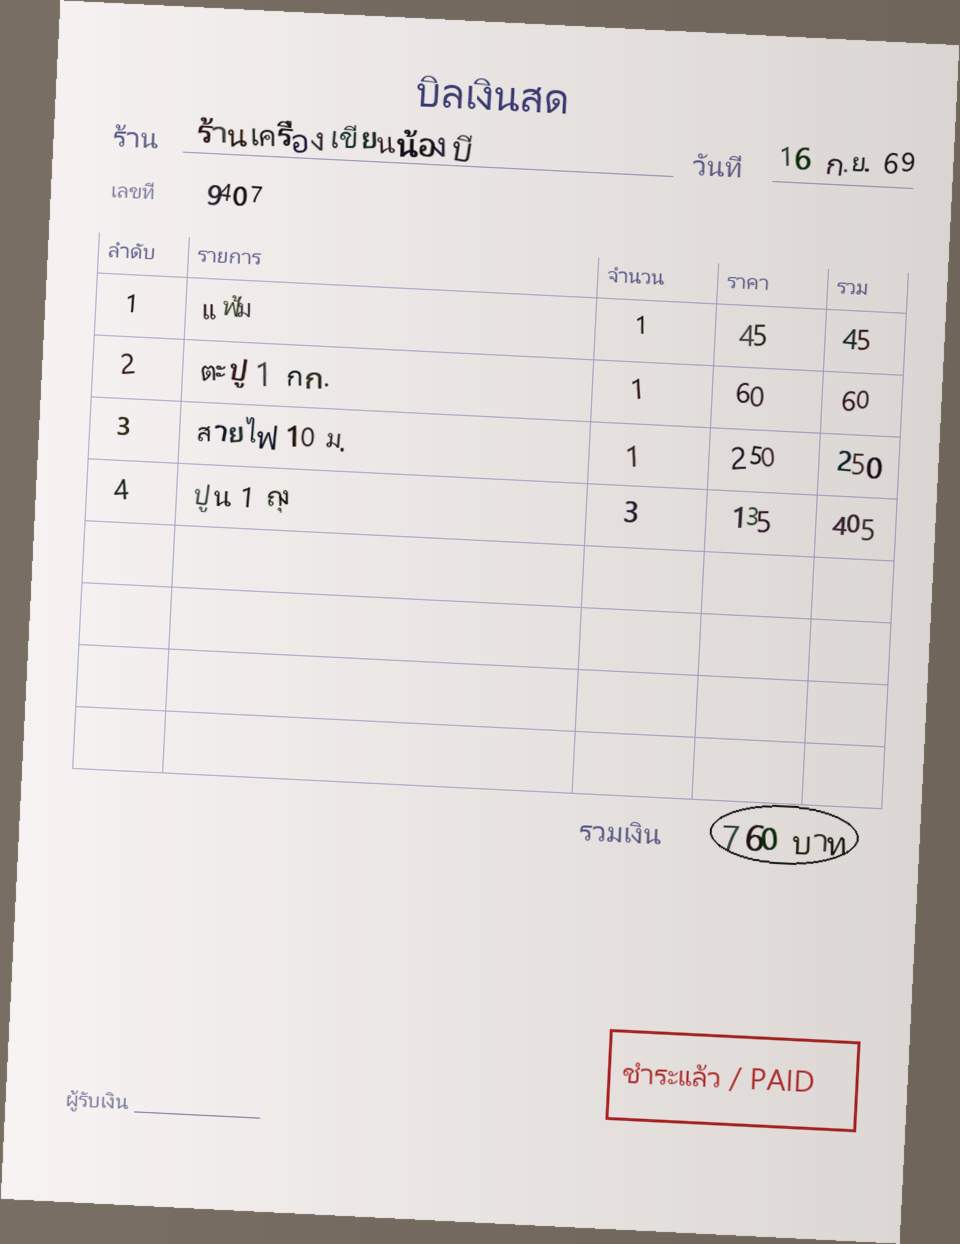 บิลเงินสด
ร้าน ร้านเครื่องเขียนน้องบี วันที่ 16 ก.ย. 69
เลขที่ 9407
ลำดับ รายการ จำนวน ราคา รวม
1 แฟ้ม 1 45 45
2 ตะปู 1 กก. 1 60 60
3 สายไฟ 10 ม. 1 250 250
4 ปูน 1 ถุง 3 135 405
รวมเงิน 760 บาท
ชำระแล้ว / PAID
ผู้รับเงิน